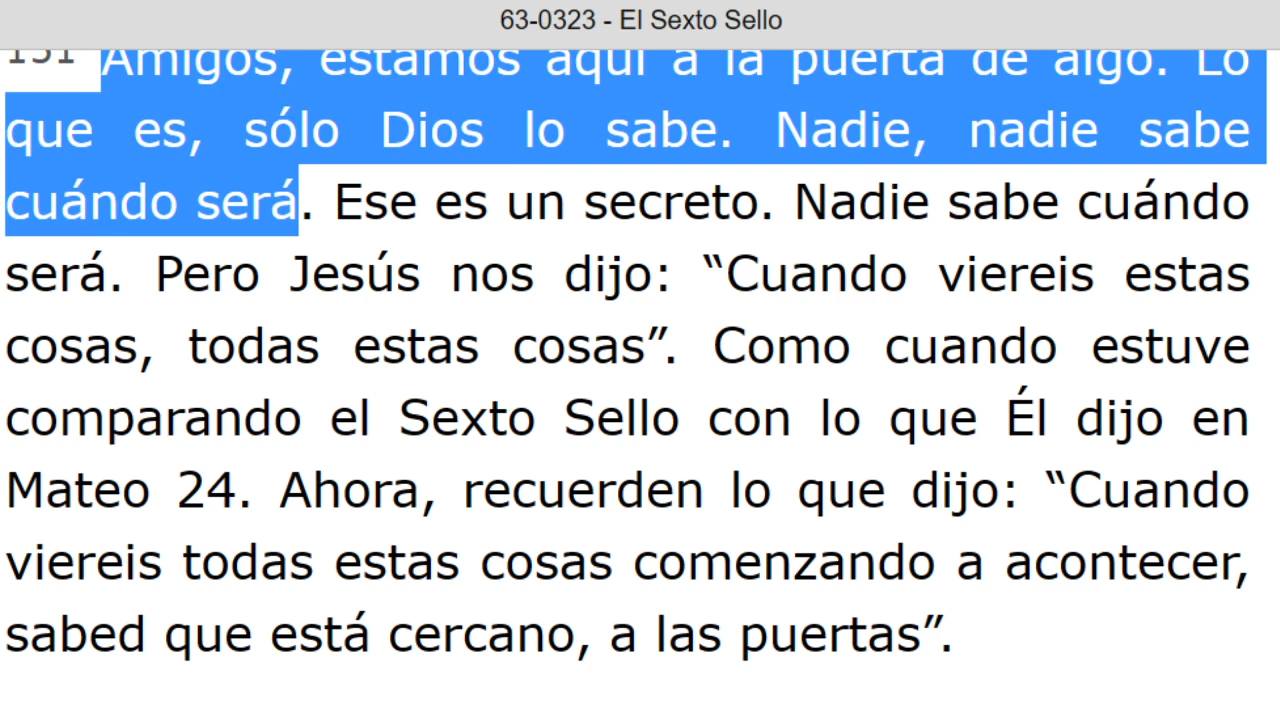 63-0323 - El Sexto Sello
151 Amigos, estamos aquí a la puerta de algo. Lo
que es, sólo Dios lo sabe. Nadie, nadie sabe
cuándo será. Ese es un secreto. Nadie sabe cuándo
será. Pero Jesús nos dijo: “Cuando viereis estas
cosas, todas estas cosas”. Como cuando estuve
comparando el Sexto Sello con lo que Él dijo en
Mateo 24. Ahora, recuerden lo que dijo: “Cuando
viereis todas estas cosas comenzando a acontecer,
sabed que está cercano, a las puertas”.